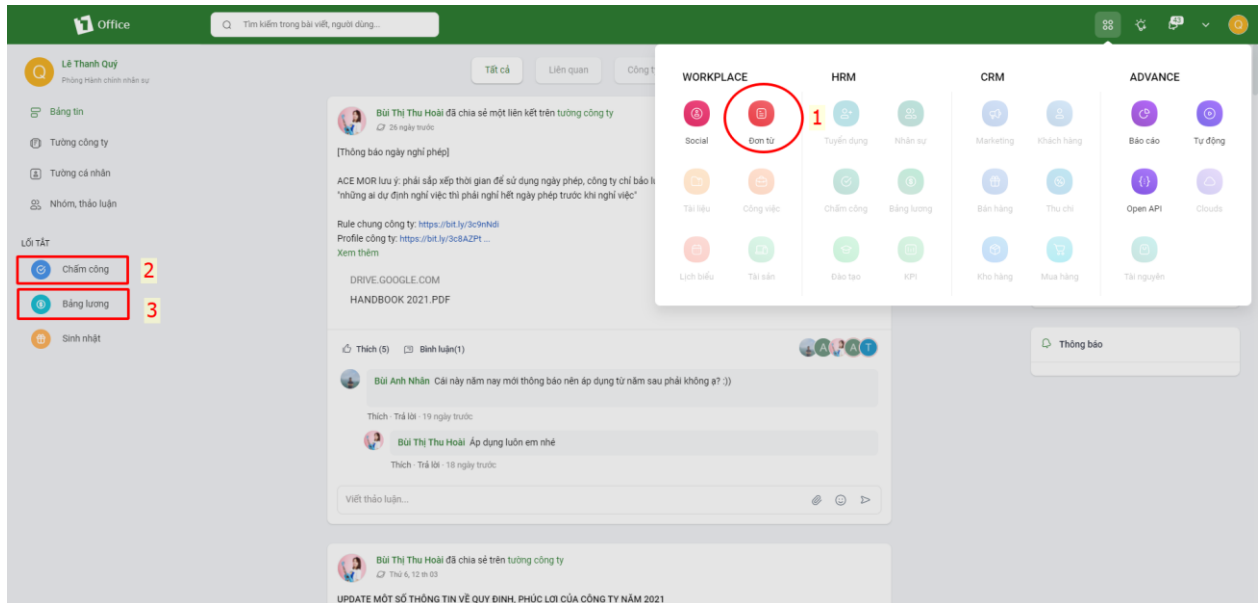 1Office
Tìm kiếm trong bài viết, người dùng...
43
Q
Q
Lê Thanh Quý
Phòng Hành chính nhân sự
Bảng tin
Tường công ty
Tường cá nhân
Nhóm, thảo luận
LỐI TẮT
Chấm công
2
Bảng lương
3
Sinh nhật
Tất cả
Liên quan
Công t
Bùi Thị Thu Hoài đã chia sẻ một liên kết trên tường công ty
26 ngày trước
[Thông báo ngày nghỉ phép]
ACE MOR lưu ý: phải sắp xếp thời gian để sử dụng ngày phép, công ty chỉ bảo lư
"những ai dự định nghỉ việc thì phải nghỉ hết ngày phép trước khi nghỉ việc"
Rule chung công ty: https://bit.ly/3c9nNdi
Profile công ty: https://bit.ly/3c8AZPt ...
Xem thêm
DRIVE.GOOGLE.COM
HANDBOOK 2021.PDF
Thích (5)
Bình luận(1)
A
A
T
Bùi Anh Nhân Cái này năm nay mới thông báo nên áp dụng từ năm sau phải không ạ? :))
Thích · Trả lời · 19 ngày trước
Bùi Thị Thu Hoài Áp dụng luôn em nhé
Thích · Trả lời · 18 ngày trước
Viết thảo luận...
Bùi Thị Thu Hoài đã chia sẻ trên tường công ty
Thứ 6, 12 th 03
UPDATE MỘT SỐ THÔNG TIN VỀ QUY ĐỊNH, PHÚC LỢI CỦA CÔNG TY NĂM 2021
WORKPLACE
HRM
CRM
ADVANCE
1
Social
Đơn từ
Tuyển dụng
Nhân sự
Marketing
Khách hàng
Báo cáo
Tự động
Tài liệu
Công việc
Chấm công
Bảng lương
Bán hàng
Thu chi
Open API
Clouds
Lịch biểu
Tài sản
Đào tạo
KPI
Kho hàng
Mua hàng
Tài nguyên
Thông báo